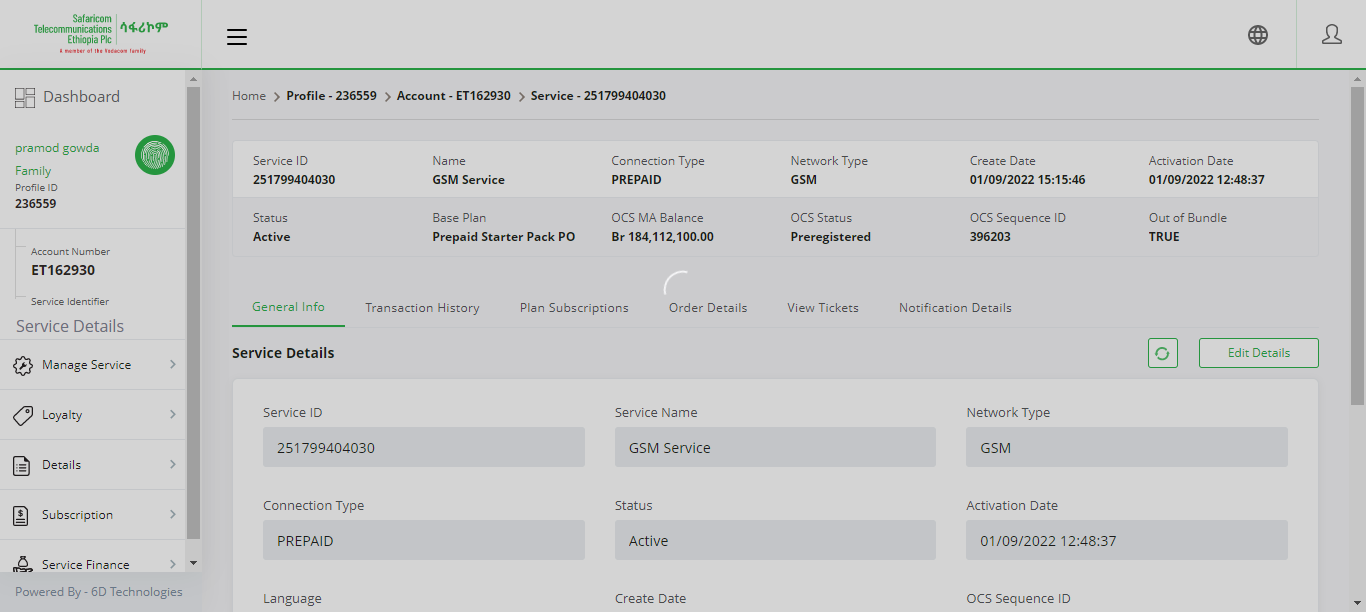 Safaricom
Telecommunications
Ethiopia Plc
ሳፋሪኮም
A member of the Vodacom family
Dashboard
pramod gowda
Family
Profile ID
236559
Account Number
ET162930
Service Identifier
Service Details
Manage Service
Loyalty
Details
Subscription
Service Finance
Powered By - 6D Technologies
Home > Profile - 236559 > Account - ET162930 > Service - 251799404030
Service ID Name Connection Type Network Type Create Date Activation Date
251799404030 GSM Service PREPAID GSM 01/09/2022 15:15:46 01/09/2022 12:48:37
Status Base Plan OCS MA Balance OCS Status OCS Sequence ID Out of Bundle
Active Prepaid Starter Pack PO Br 184,112,100.00 Preregistered 396203 TRUE
General Info Transaction History Plan Subscriptions Order Details View Tickets Notification Details
Service Details Edit Details
Service ID Service Name Network Type
251799404030 GSM Service GSM
Connection Type Status Activation Date
PREPAID Active 01/09/2022 12:48:37
Language Create Date OCS Sequence ID